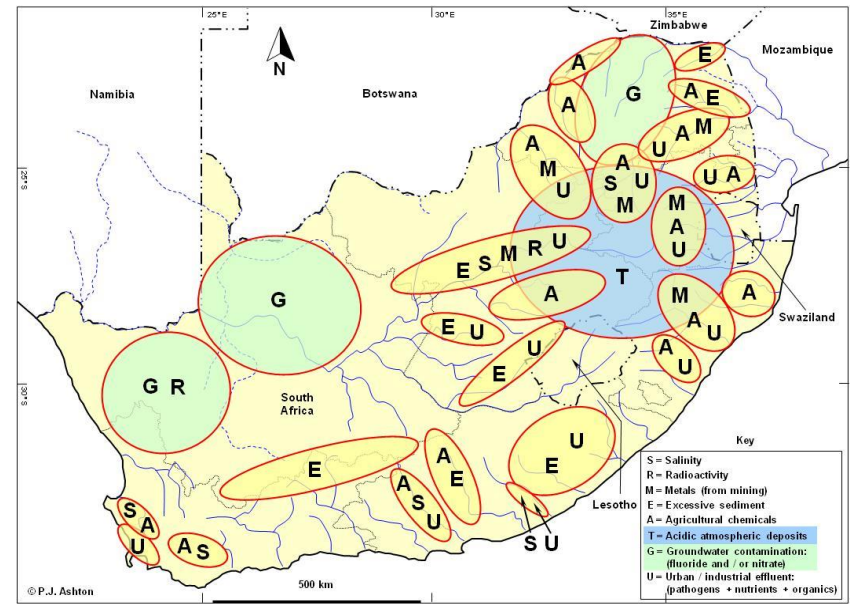 25°E
30°E
35°E
Zimbabwe
Mozambique
Namibia
Botswana
N
25°S
30°S
A
E
G
A
A
E
U A M
A
M
U
A
S U
M
U A
M
A
U
E S M R U
T
A
M
A U
A
Swaziland
G
E U
U
E
A
U
G R
South
Africa
U
E
E
A
E
A
S
U
Lesotho
S U
S
A
U
A S
Key
S = Salinity
R = Radioactivity
M = Metals (from mining)
E = Excessive sediment
A = Agricultural chemicals
T = Acidic atmospheric deposits
G = Groundwater contamination:
(fluoride and / or nitrate)
U = Urban / industrial effluent:
(pathogens + nutrients + organics)
© P.J. Ashton
500 km